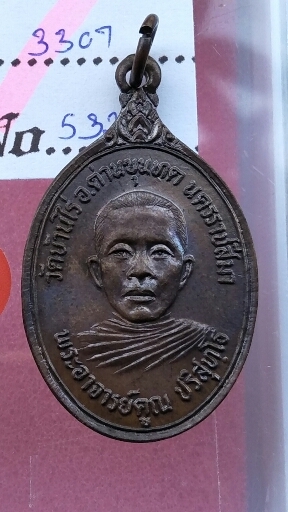 3307
No....53
วัดบ้านไร่ อ.ด่านขุนทด นครราชสีมา
พระอาจารย์คูณ ปริสุทฺโธ